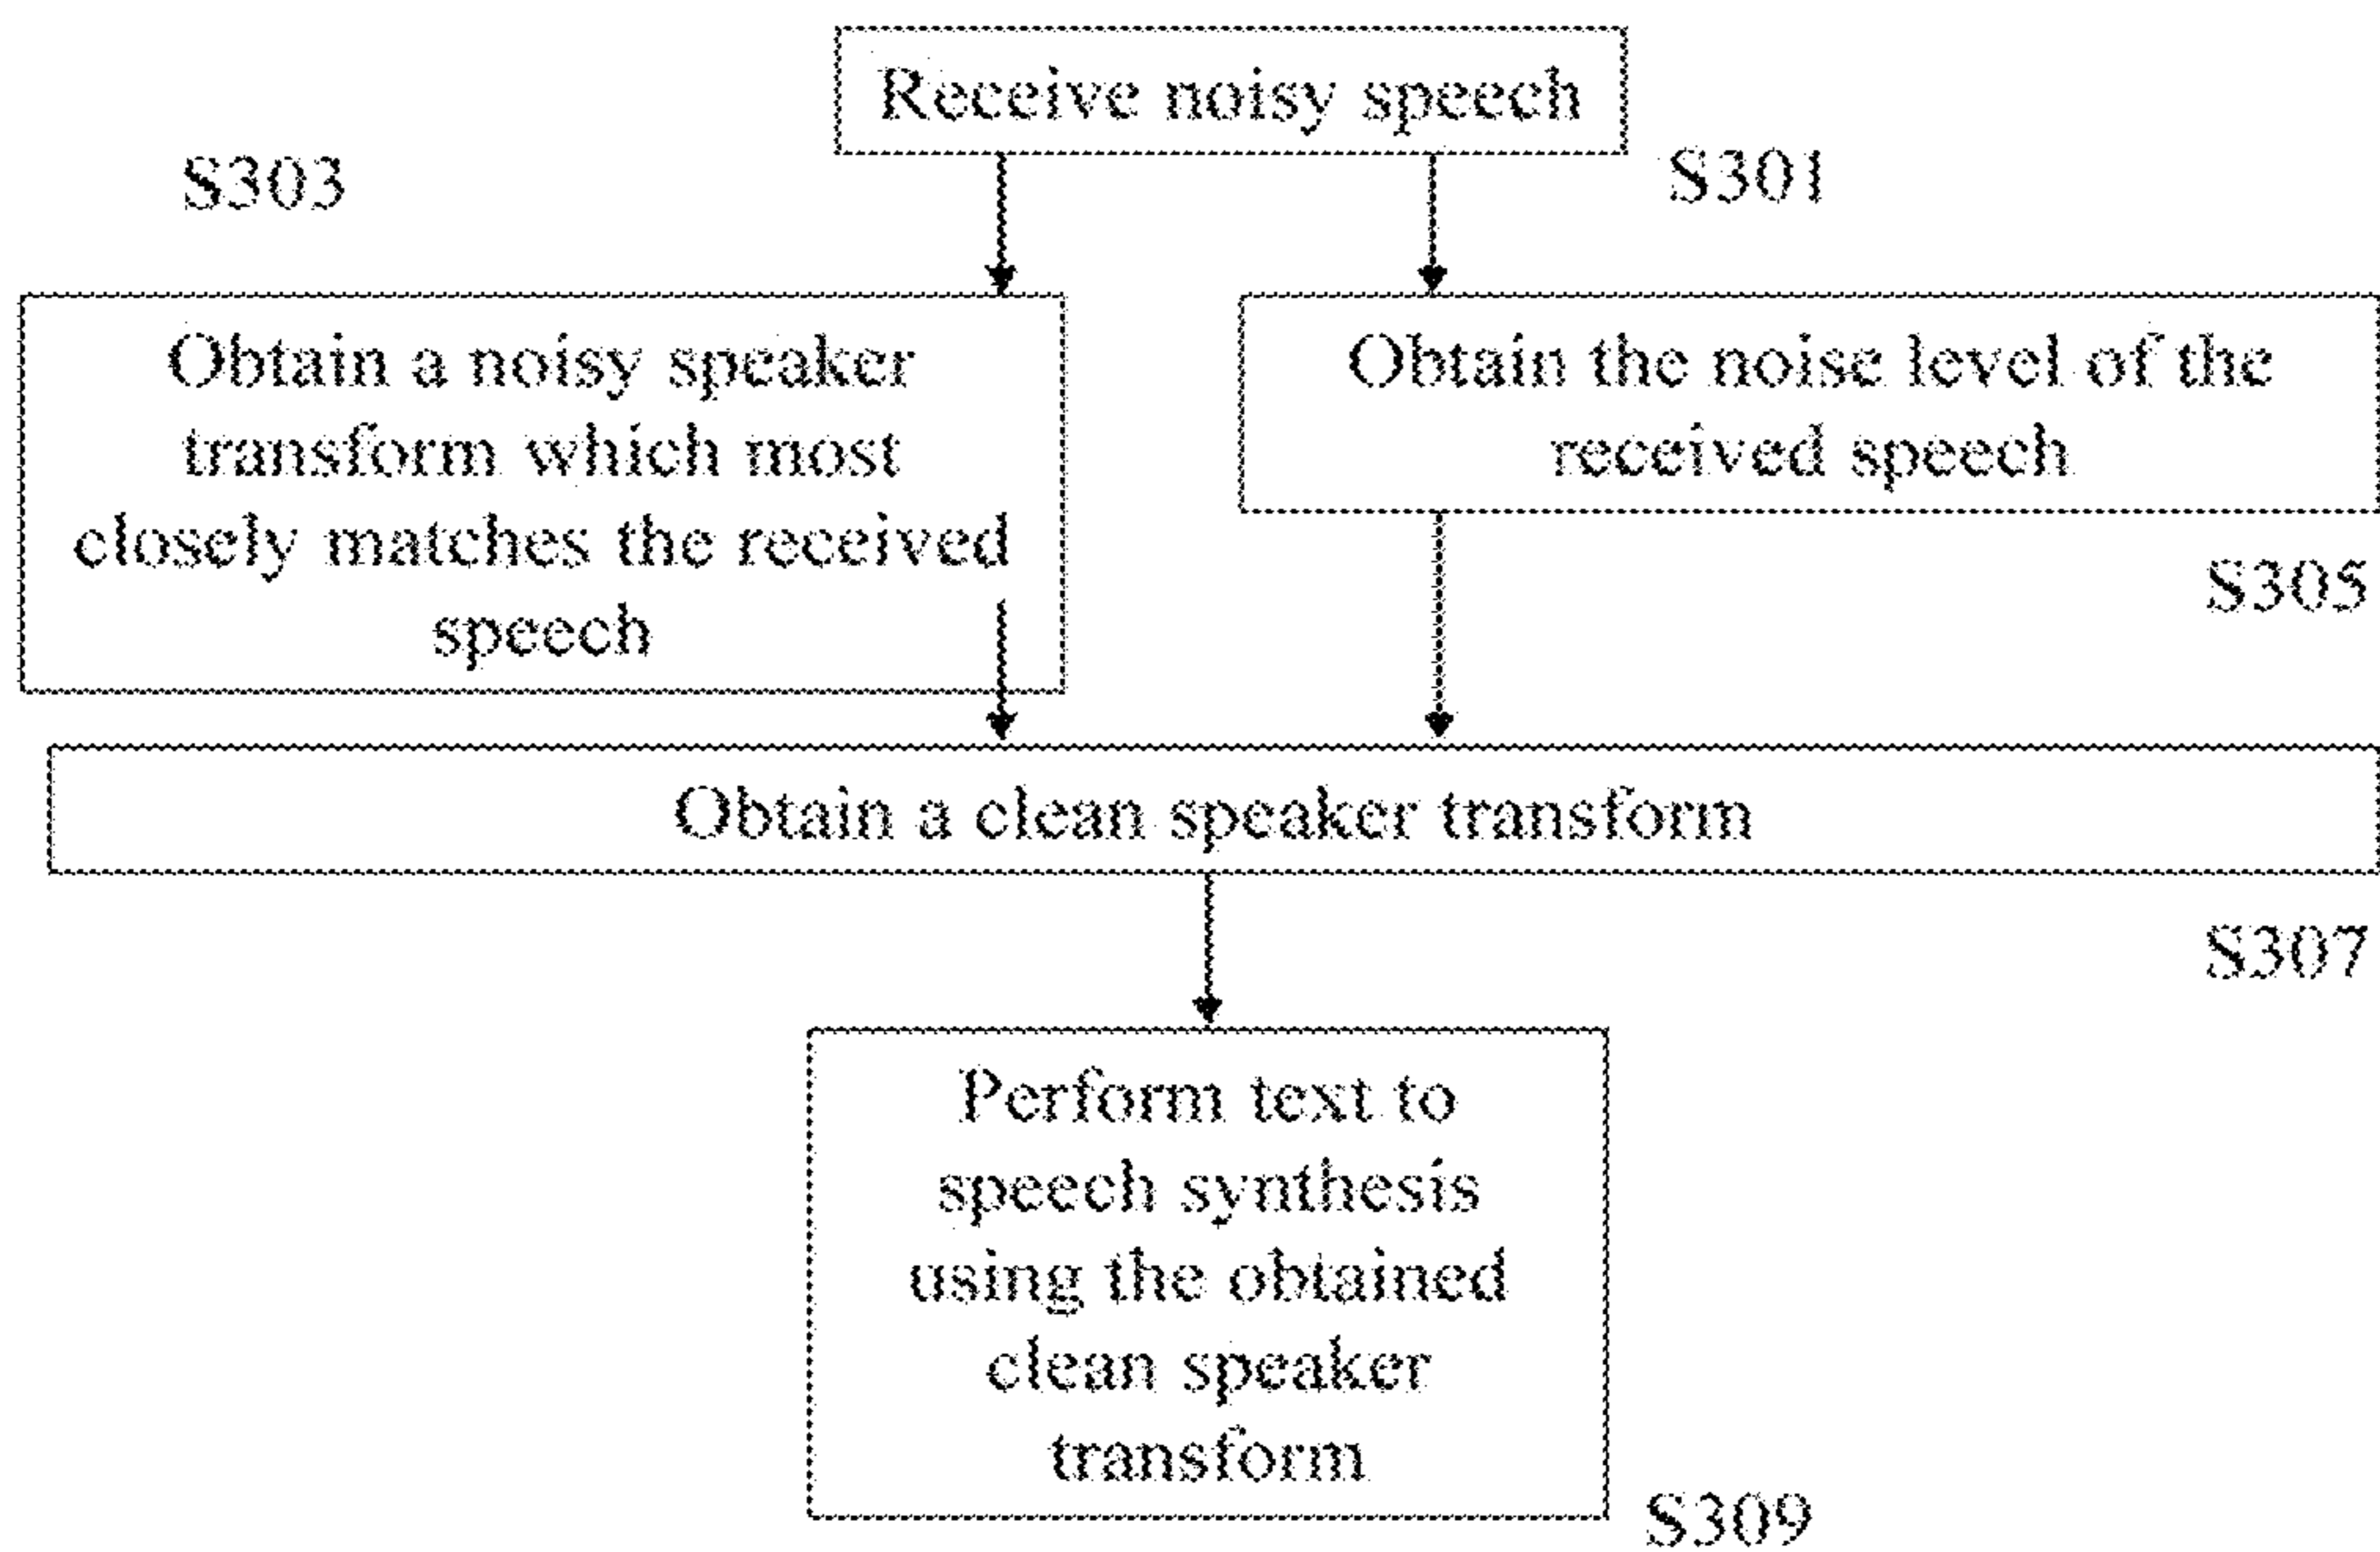 Receive noisy speech
S301
S303
Obtain a noisy speaker
transform which most
closely matches the received
speech
Obtain the noise level of the
received speech
S305
Obtain a clean speaker transform
S307
Perform text to
speech synthesis
using the obtained
clean speaker
transform
S309